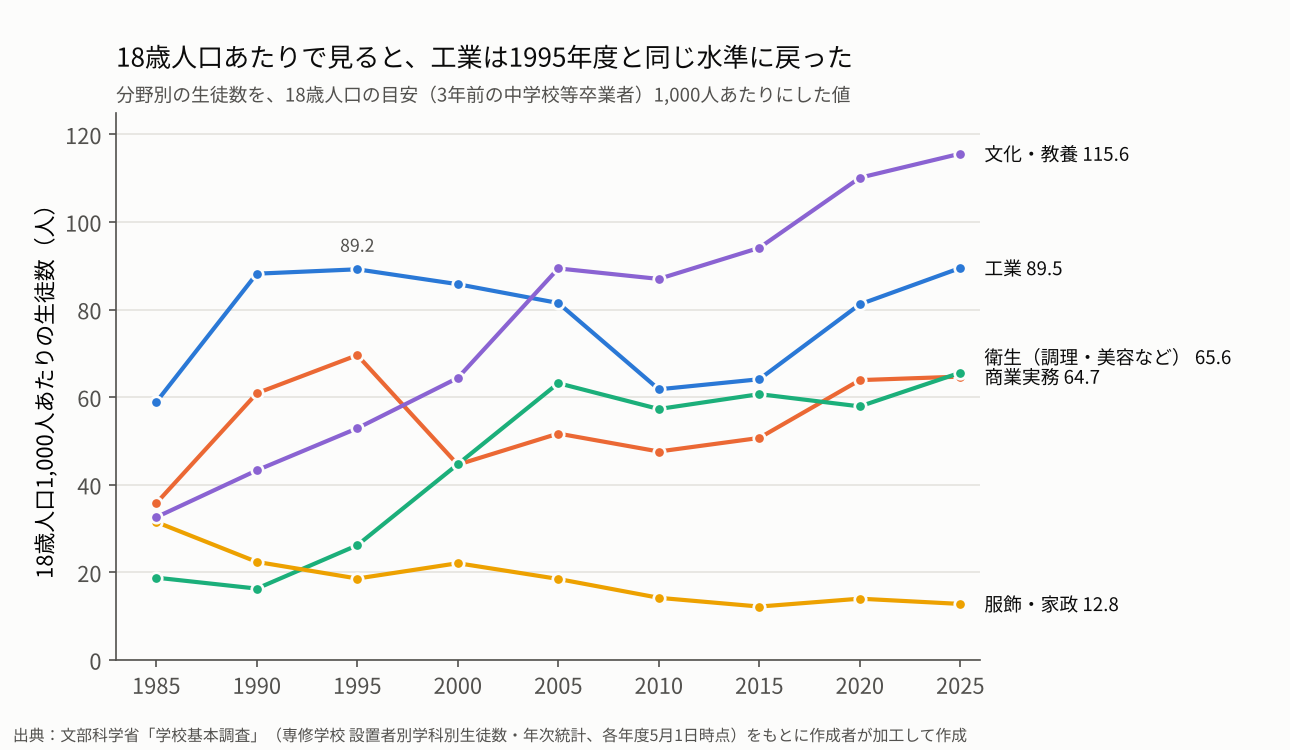 18歳人口あたりで見ると、工業は1995年度と同じ水準に戻った
分野別の生徒数を、18歳人口の目安（3年前の中学校等卒業者）1,000人あたりにした値
18歳人口1,000人あたりの生徒数（人）
120
100
80
60
40
20
0
89.2
文化・教養 115.6
工業 89.5
衛生（調理・美容など） 65.6
商業実務 64.7
服飾・家政 12.8
1985 1990 1995 2000 2005 2010 2015 2020 2025
出典：文部科学省「学校基本調査」（専修学校 設置者別学科別生徒数・年次統計、各年度5月1日時点）をもとに作成者が加工して作成